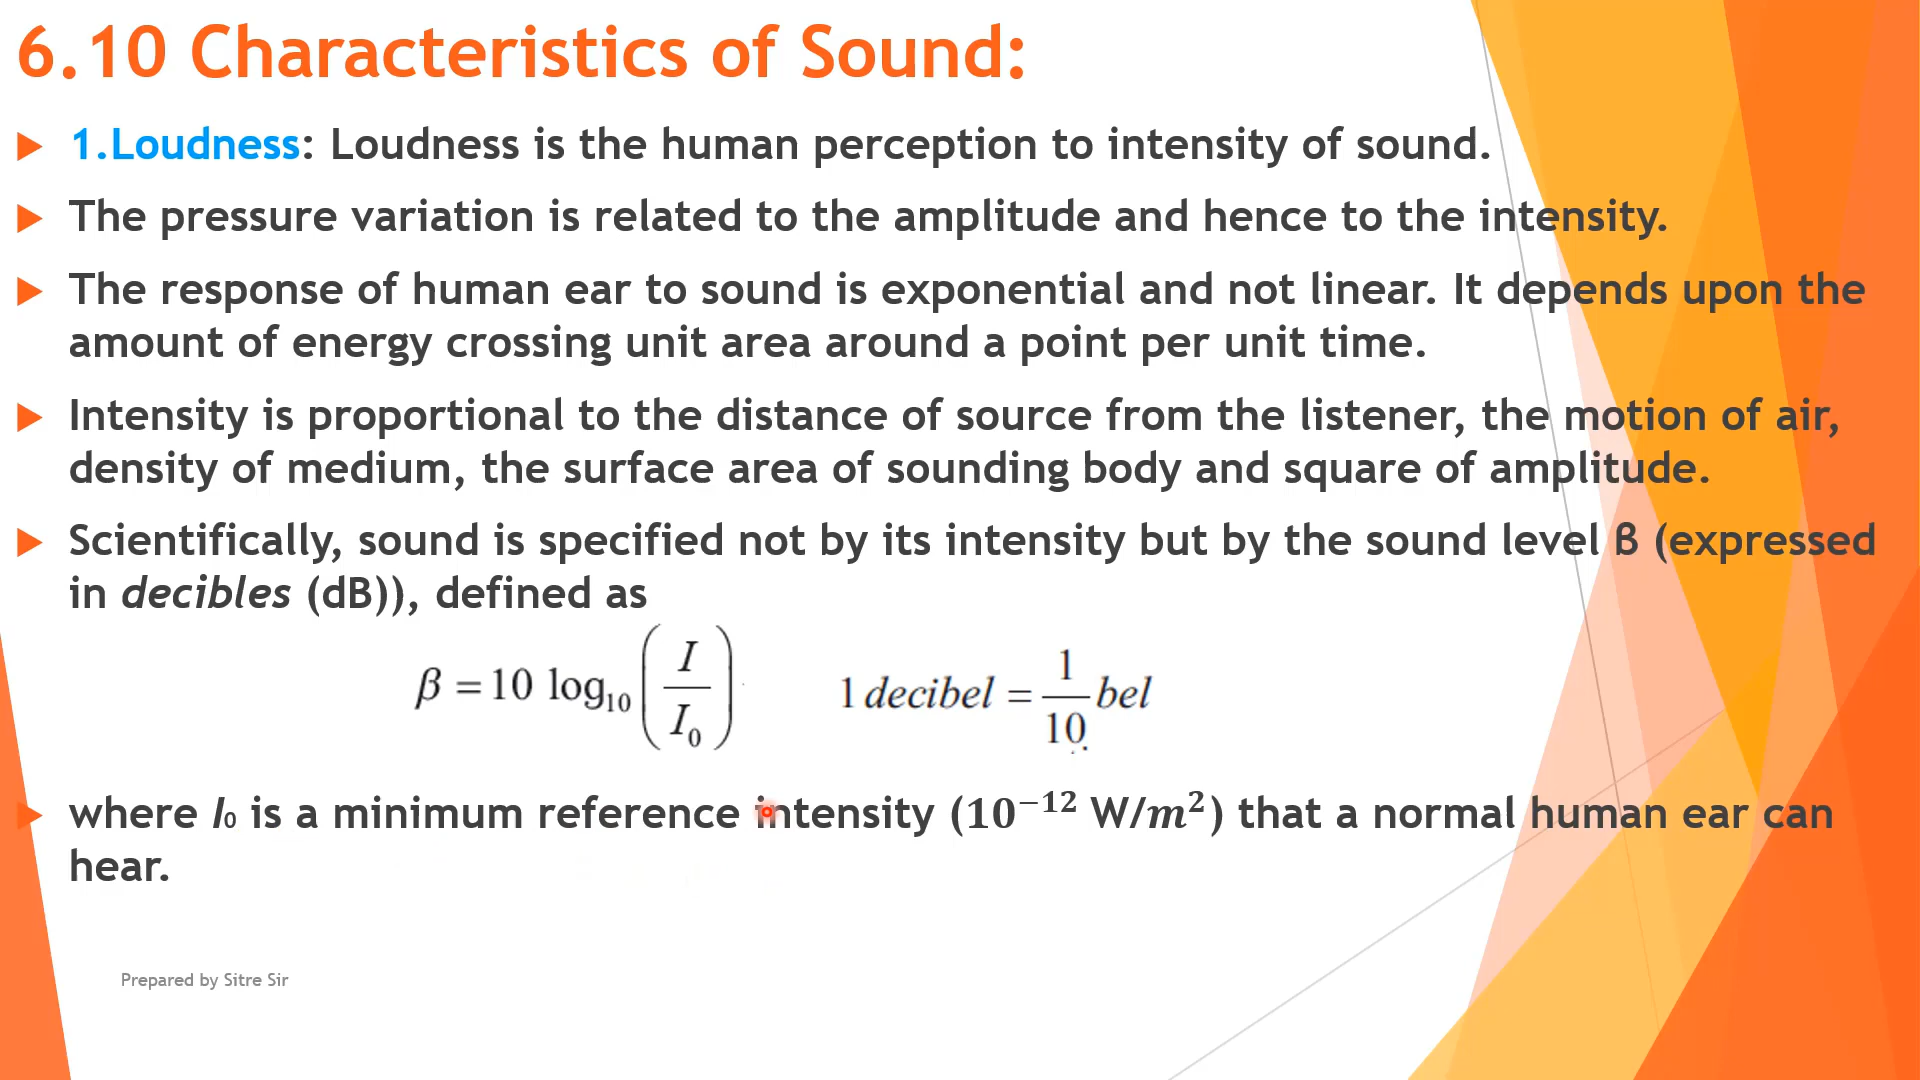 6.10 Characteristics of Sound:
1.Loudness: Loudness is the human perception to intensity of sound.
The pressure variation is related to the amplitude and hence to the intensity.
The response of human ear to sound is exponential and not linear. It depends upon the
amount of energy crossing unit area around a point per unit time.
Intensity is proportional to the distance of source from the listener, the motion of air,
density of medium, the surface area of sounding body and square of amplitude.
Scientifically, sound is specified not by its intensity but by the sound level ß (expressed
in decibles (dB)), defined as
β = 10 log₁₀ (I/I₀) 1 decibel = 1/10 bel
where I₀ is a minimum reference intensity (10⁻¹² W/m²) that a normal human ear can
hear.
Prepared by Sitre Sir